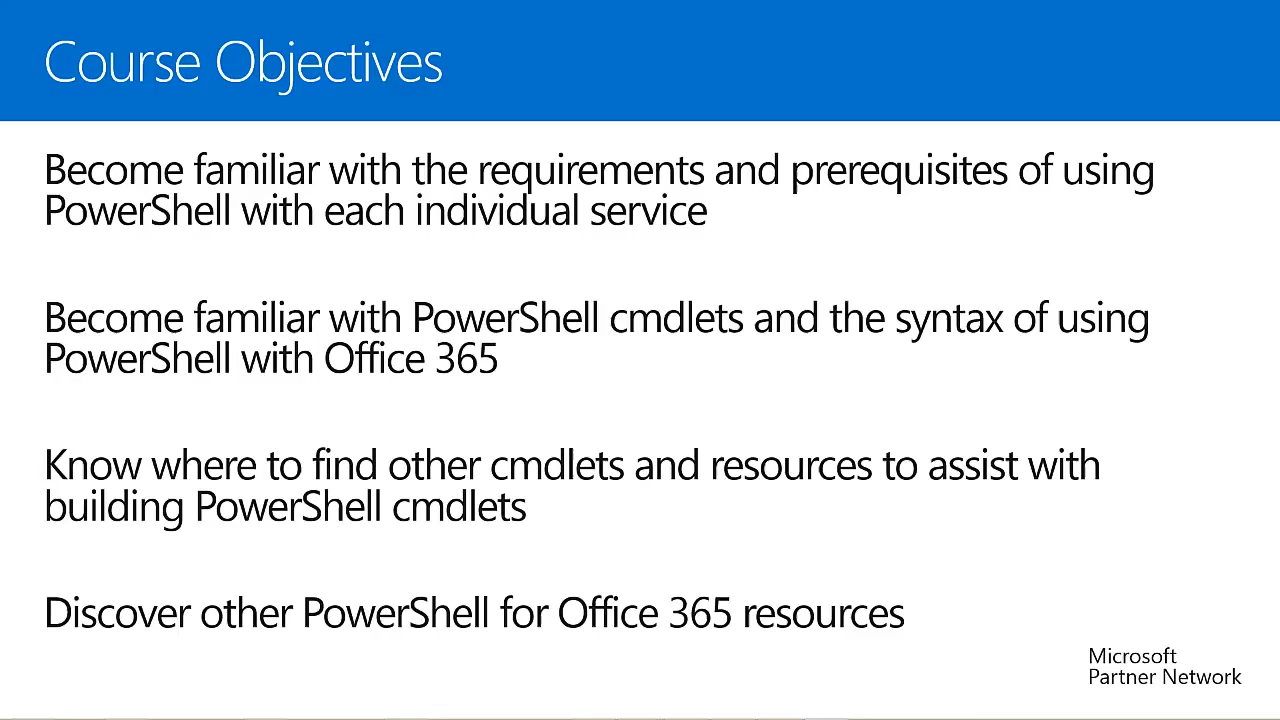 Course Objectives
Become familiar with the requirements and prerequisites of using
PowerShell with each individual service
Become familiar with PowerShell cmdlets and the syntax of using
PowerShell with Office 365
Know where to find other cmdlets and resources to assist with
building PowerShell cmdlets
Discover other PowerShell for Office 365 resources
Microsoft
Partner Network